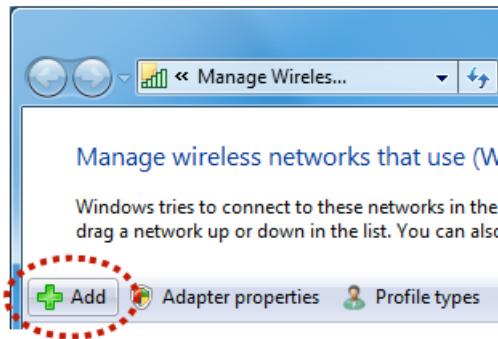 « Manage Wireles...
Manage wireless networks that use (W
Windows tries to connect to these networks in the
drag a network up or down in the list. You can also
Add Adapter properties Profile types